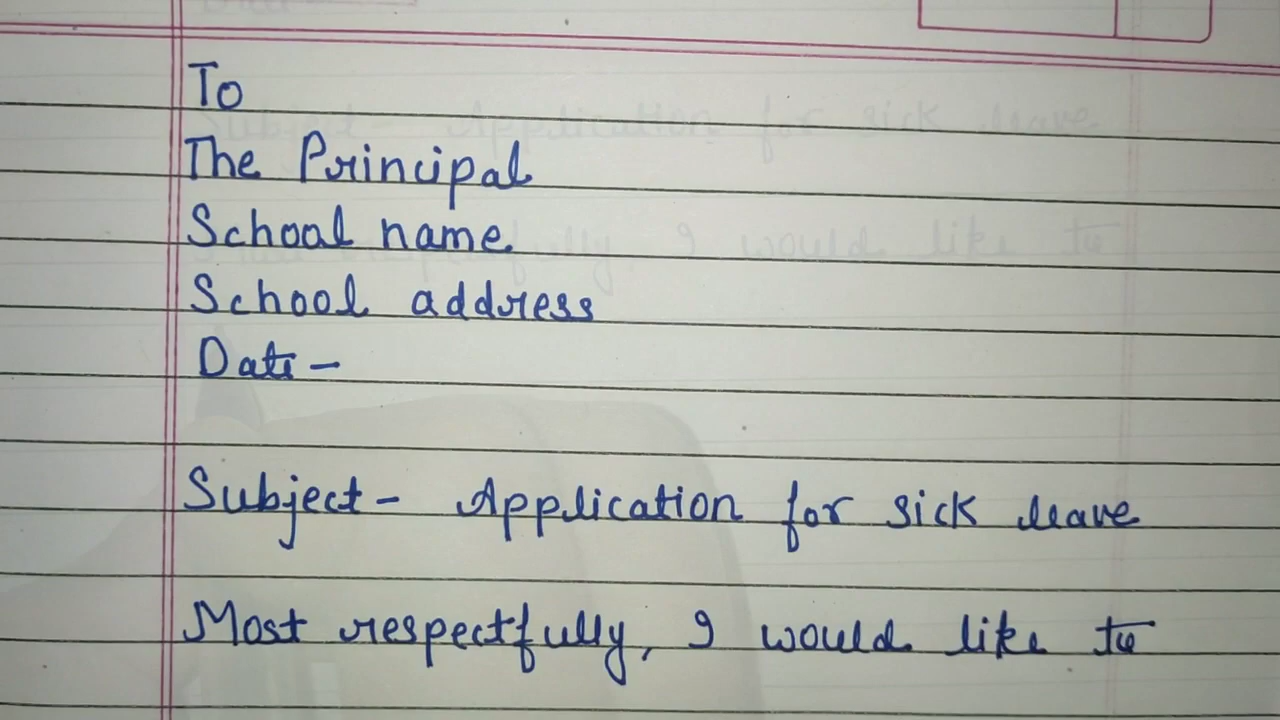 To
The Principal
School name
School address
Date -
Subject - Application for sick leave
Most respectfully, I would like to